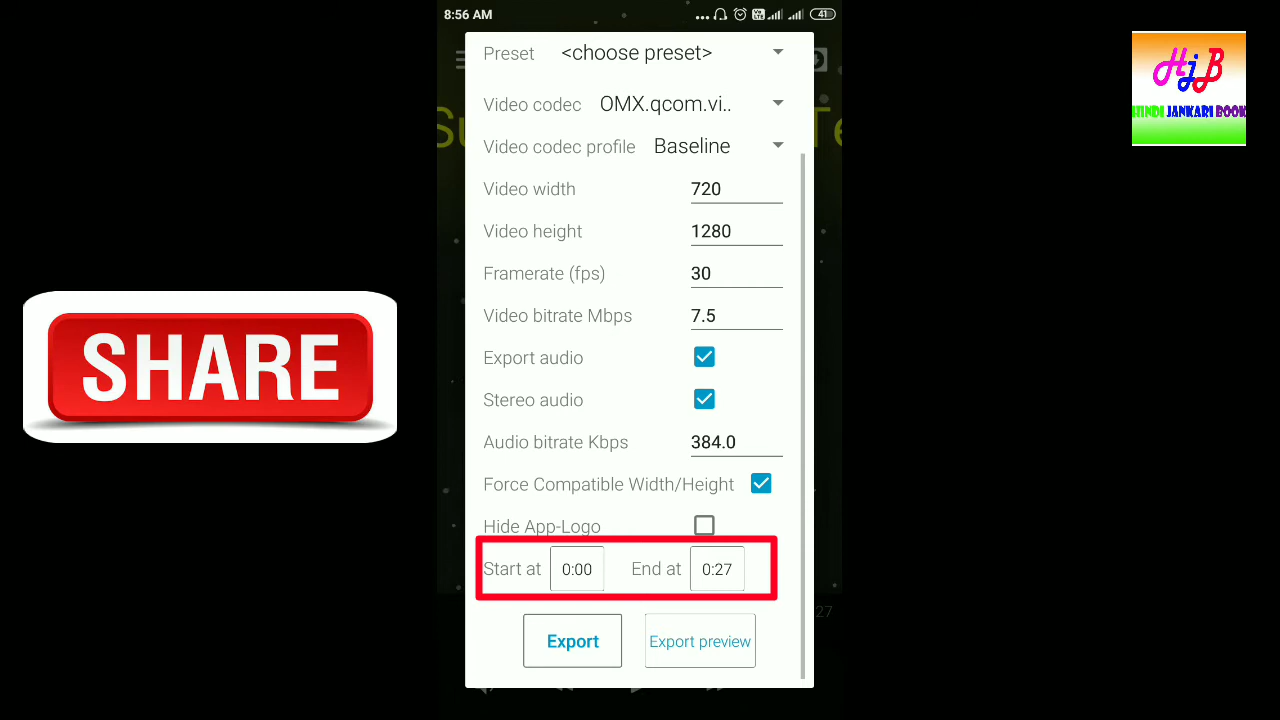 8:56 AM
41
Preset <choose preset>
Video codec OMX.qcom.vi..
Video codec profile Baseline
Video width 720
Video height 1280
Framerate (fps) 30
Video bitrate Mbps 7.5
Export audio
Stereo audio
Audio bitrate Kbps 384.0
Force Compatible Width/Height
Hide App-Logo
Start at 0:00 End at 0:27
Export Export preview
SHARE
HjB
HINDI JANKARI BOOK
Su
Te
27